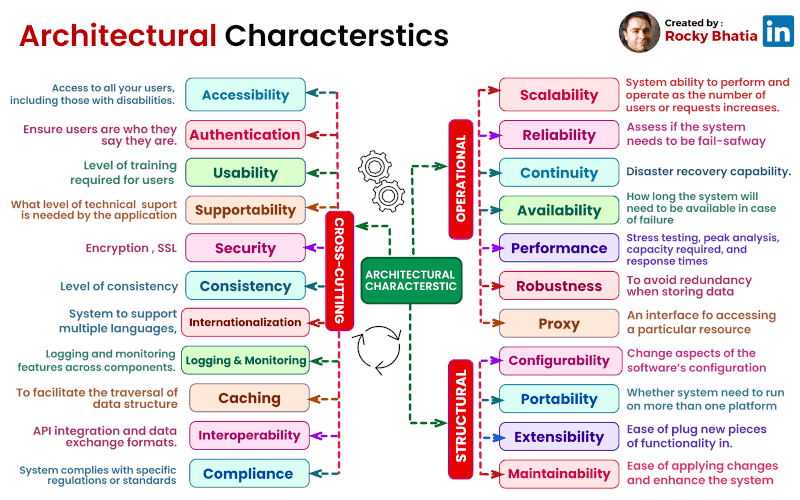 Architectural Characterstics
Created by :
Rocky Bhatia
in
Access to all your users,
including those with disabilities.
Accessibility
Ensure users are who they
say they are.
Authentication
Level of training
required for users
Usability
What level of technical suport
is needed by the application
Supportability
Encryption , SSL
Security
Level of consistency
Consistency
System to support
multiple languages,
Internationalization
Logging and monitoring
features across components.
Logging & Monitoring
To facilitate the traversal of
data structure
Caching
API integration and data
exchange formats.
Interoperability
System complies with specific
regulations or standards
Compliance
CROSS-CUTTING
ARCHITECTURAL
CHARACTERSTIC
OPERATIONAL
Scalability
System ability to perform and
operate as the number of
users or requests increases.
Reliability
Assess if the system
needs to be fail-safway
Continuity
Disaster recovery capability.
Availability
How long the system will
need to be available in case
of failure
Performance
Stress testing, peak analysis,
capacity required, and
response times
Robustness
To avoid redundancy
when storing data
Proxy
An interface fo accessing
a particular resource
STRUCTURAL
Configurability
Change aspects of the
software's configuration
Portability
Whether system need to run
on more than one platform
Extensibility
Ease of plug new pieces
of functionality in.
Maintainability
Ease of applying changes
and enhance the system